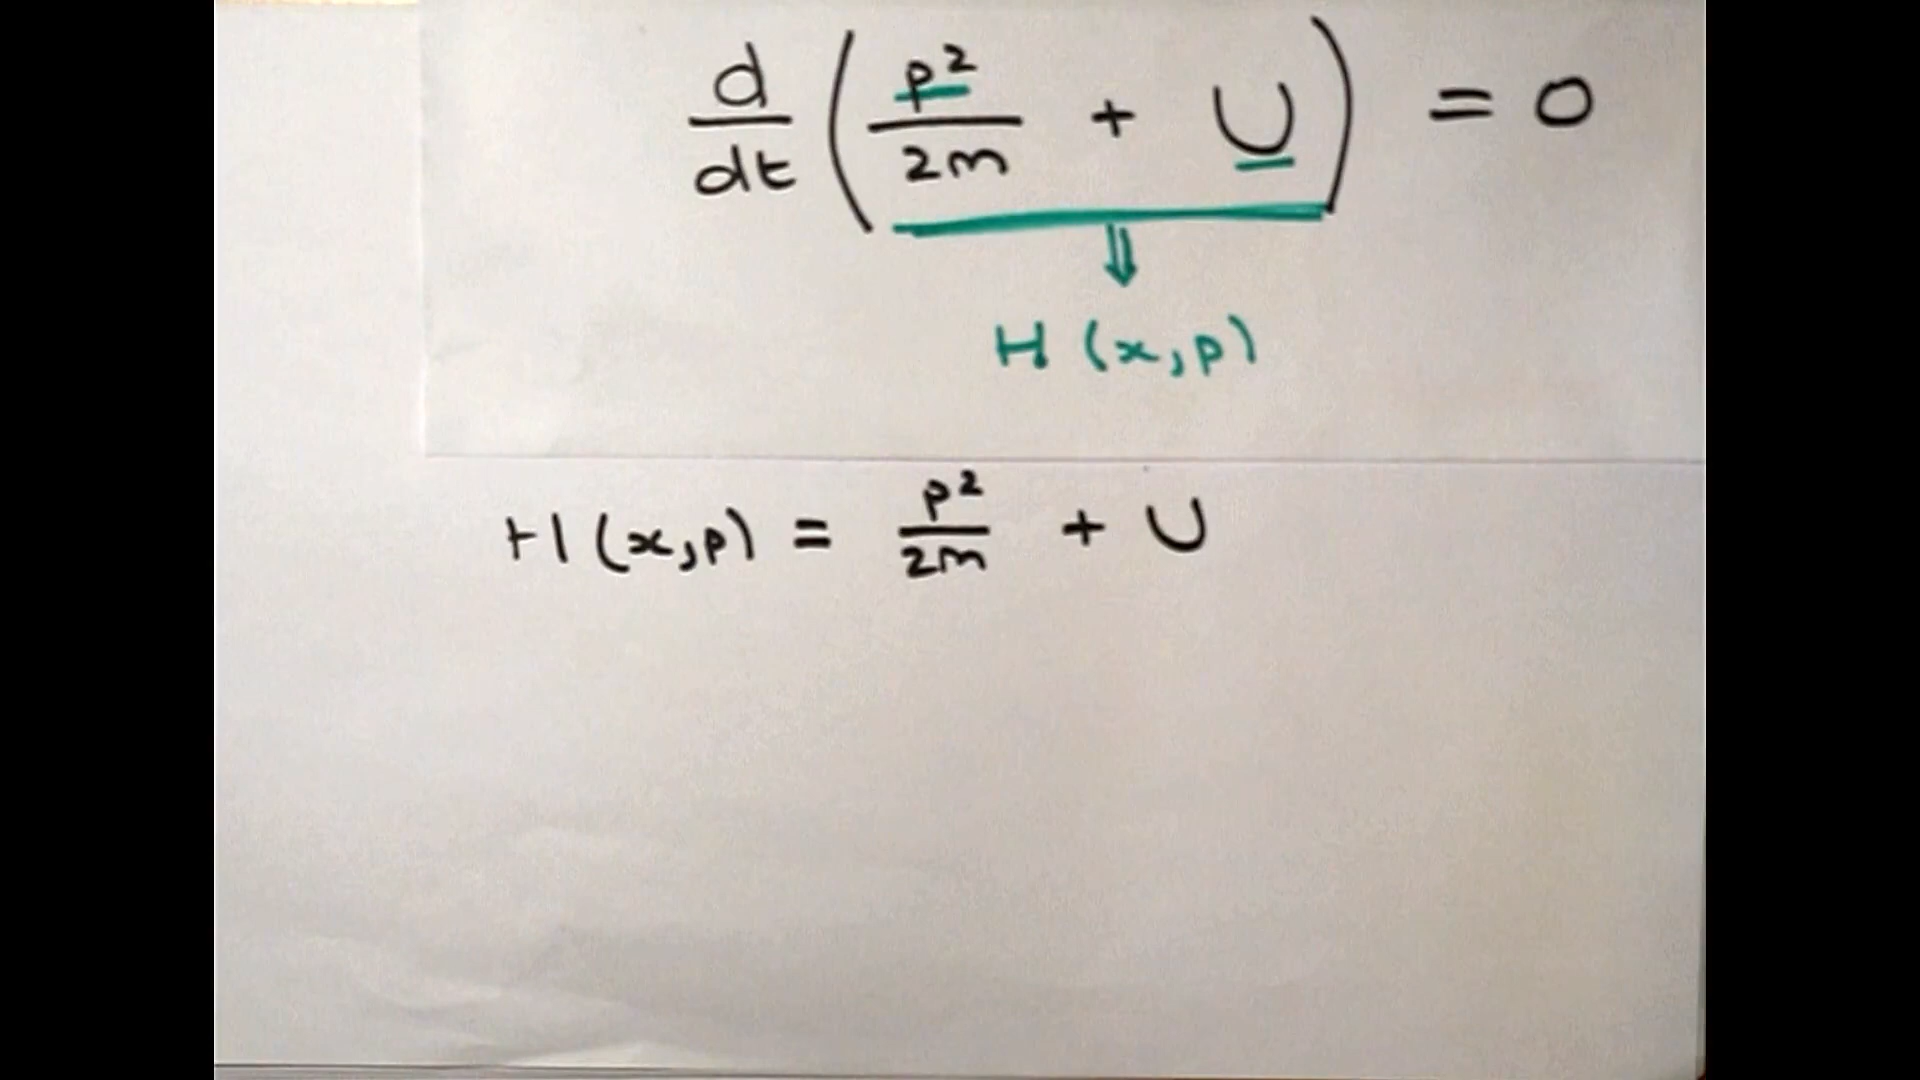 d/dt (p²/2m + U) = 0
⇓
H (x,p)
H (x,p) = p²/2m + U